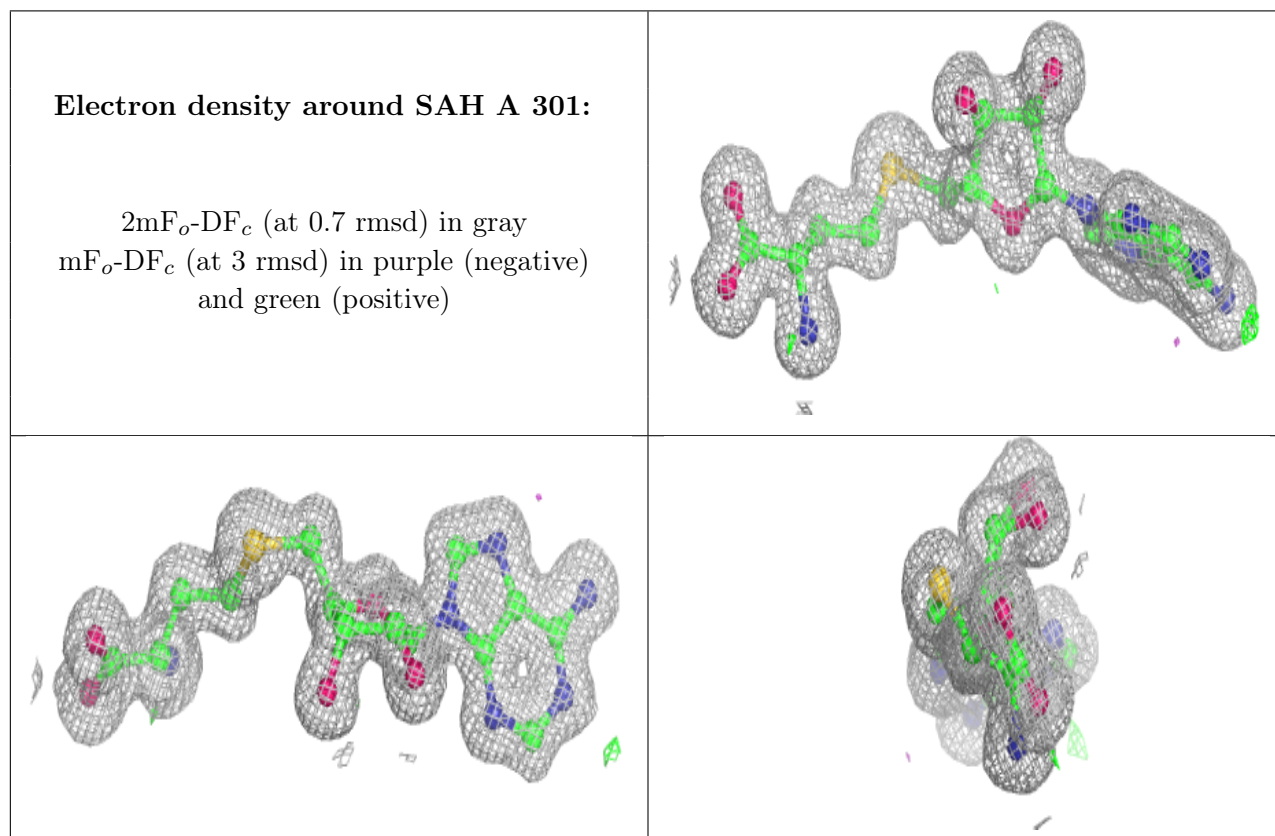 Electron density around SAH A 301:
2mFo-DFc (at 0.7 rmsd) in gray
mFo-DFc (at 3 rmsd) in purple (negative)
and green (positive)